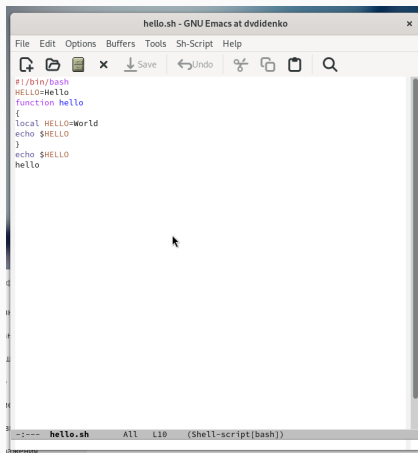 hello.sh - GNU Emacs at dvdidenko
File Edit Options Buffers Tools Sh-Script Help
Save Undo
#!/bin/bash
HELLO=Hello
function hello
{
local HELLO=World
echo $HELLO
}
echo $HELLO
hello
-:--- hello.sh All L10 (Shell-script[bash])